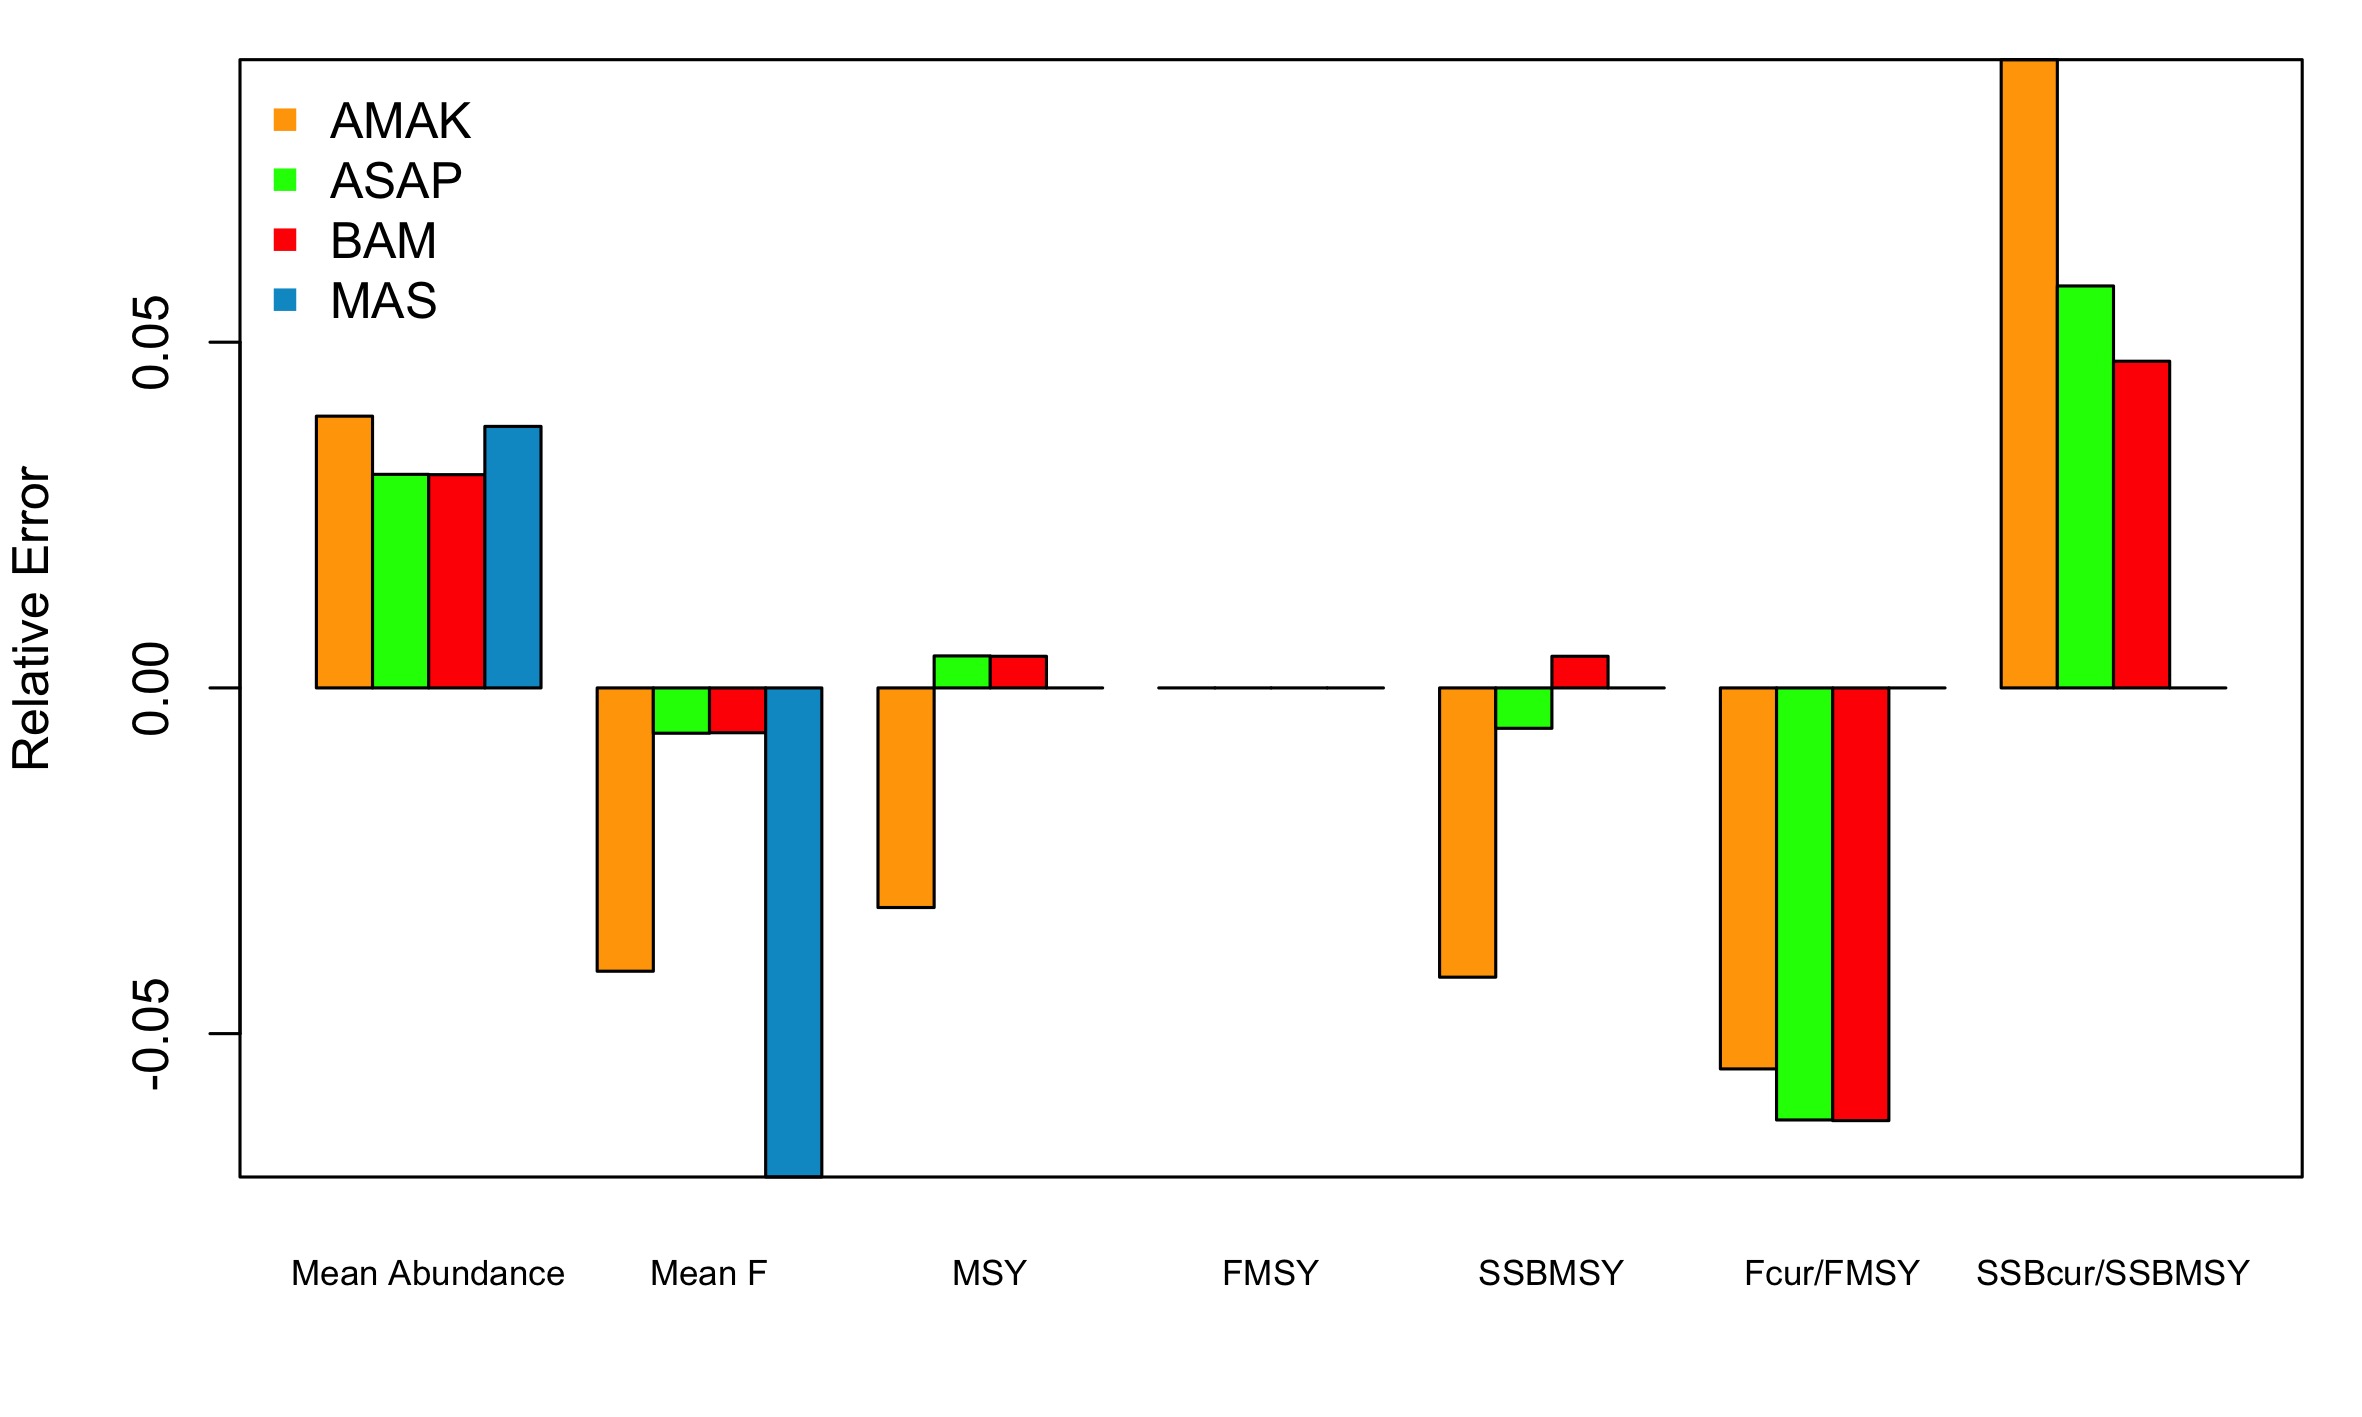 AMAK
ASAP
BAM
MAS
Relative Error
0.05
0.00
-0.05
Mean Abundance Mean F MSY FMSY SSBMSY Fcur/FMSY SSBcur/SSBMSY